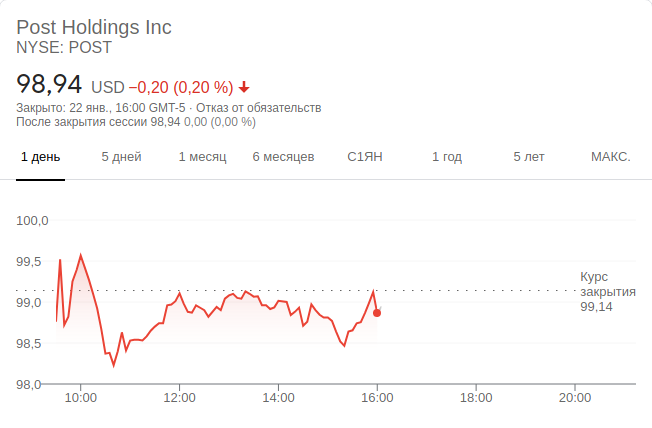 Post Holdings Inc
NYSE: POST
98,94 USD −0,20 (0,20 %)
Закрыто: 22 янв., 16:00 GMT-5 · Отказ от обязательств
После закрытия сессии 98,94 0,00 (0,00 %)
1 день 5 дней 1 месяц 6 месяцев С1ЯН 1 год 5 лет МАКС.
100,0
99,5
Курс
закрытия
99,14
99,0
98,5
98,0
10:00 12:00 14:00 16:00 18:00 20:00